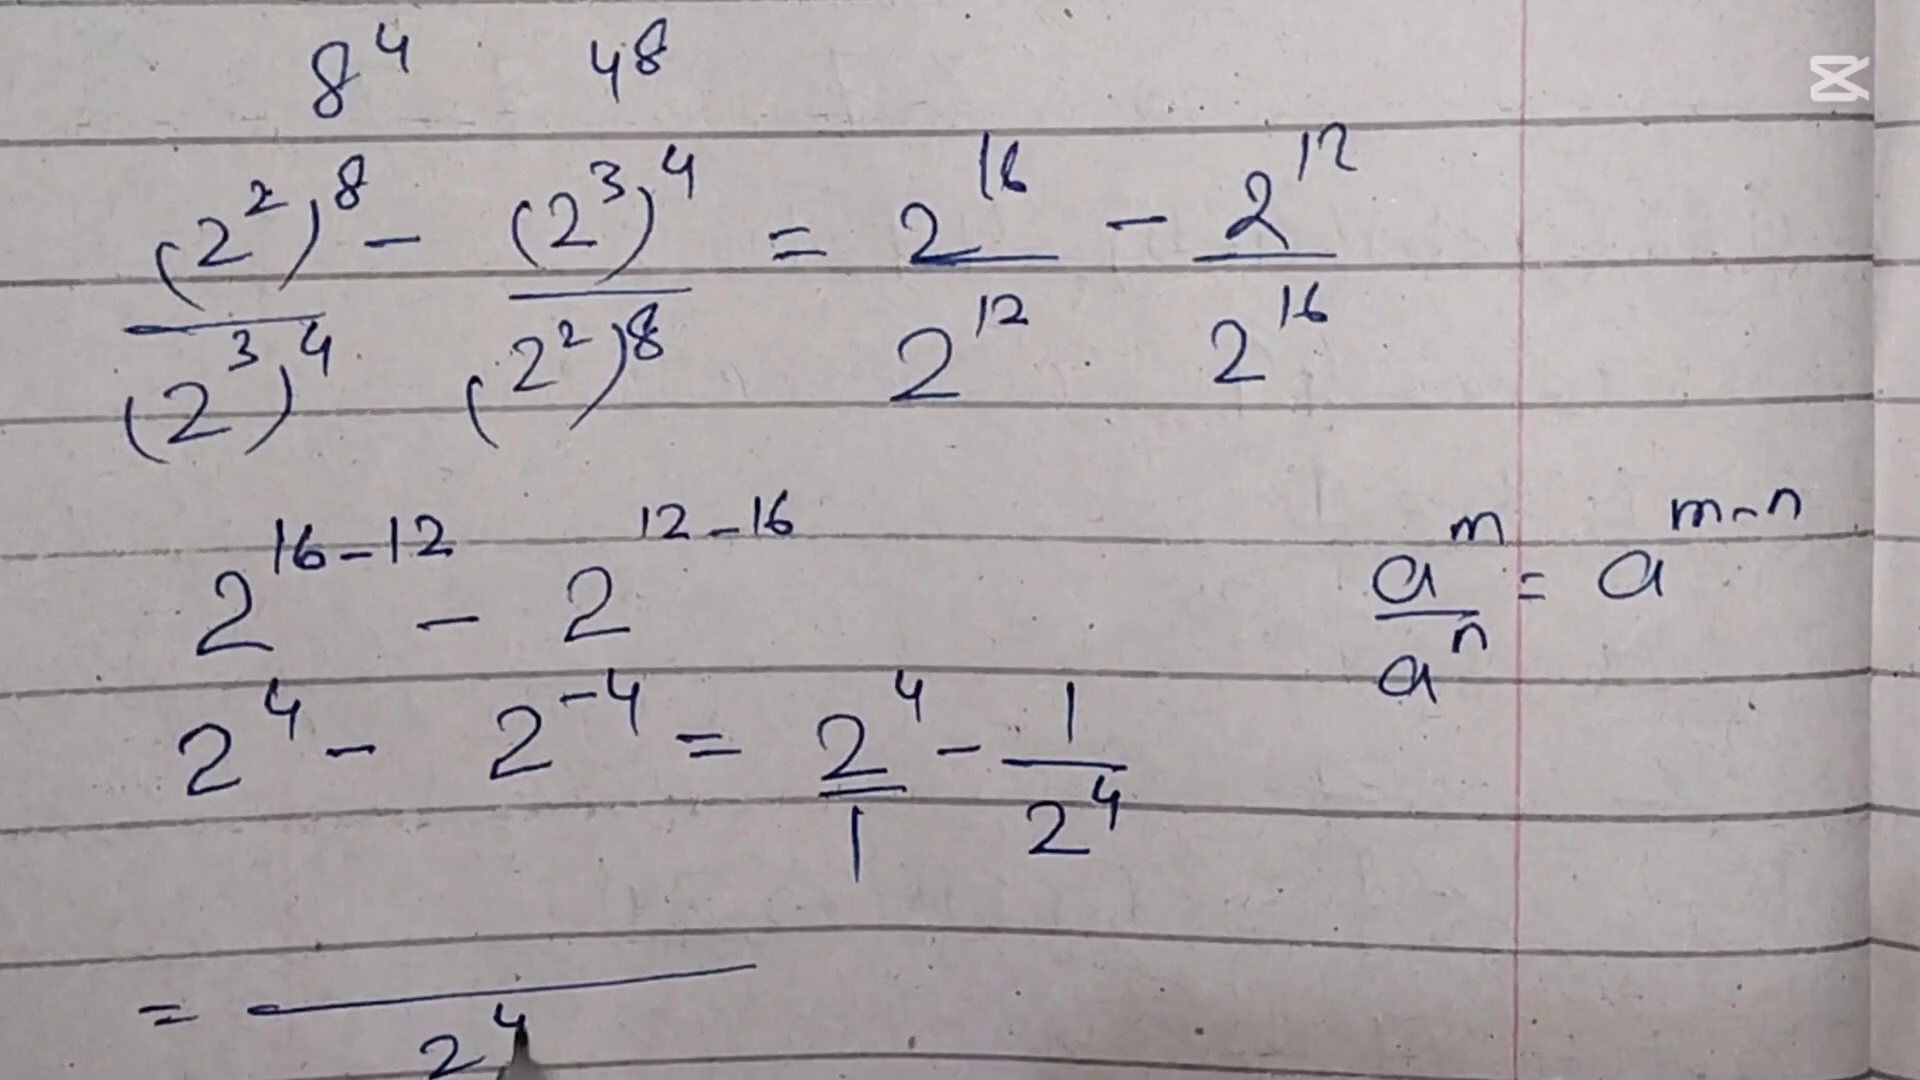 8^4 4^8
(2^2)^8/(2^3)^4 - (2^3)^4/(2^2)^8 = 2^16/2^12 - 2^12/2^16
2^16-12 - 2^12-16
a^m/a^n = a^m-n
2^4 - 2^-4 = 2^4/1 - 1/2^4
= /2^4